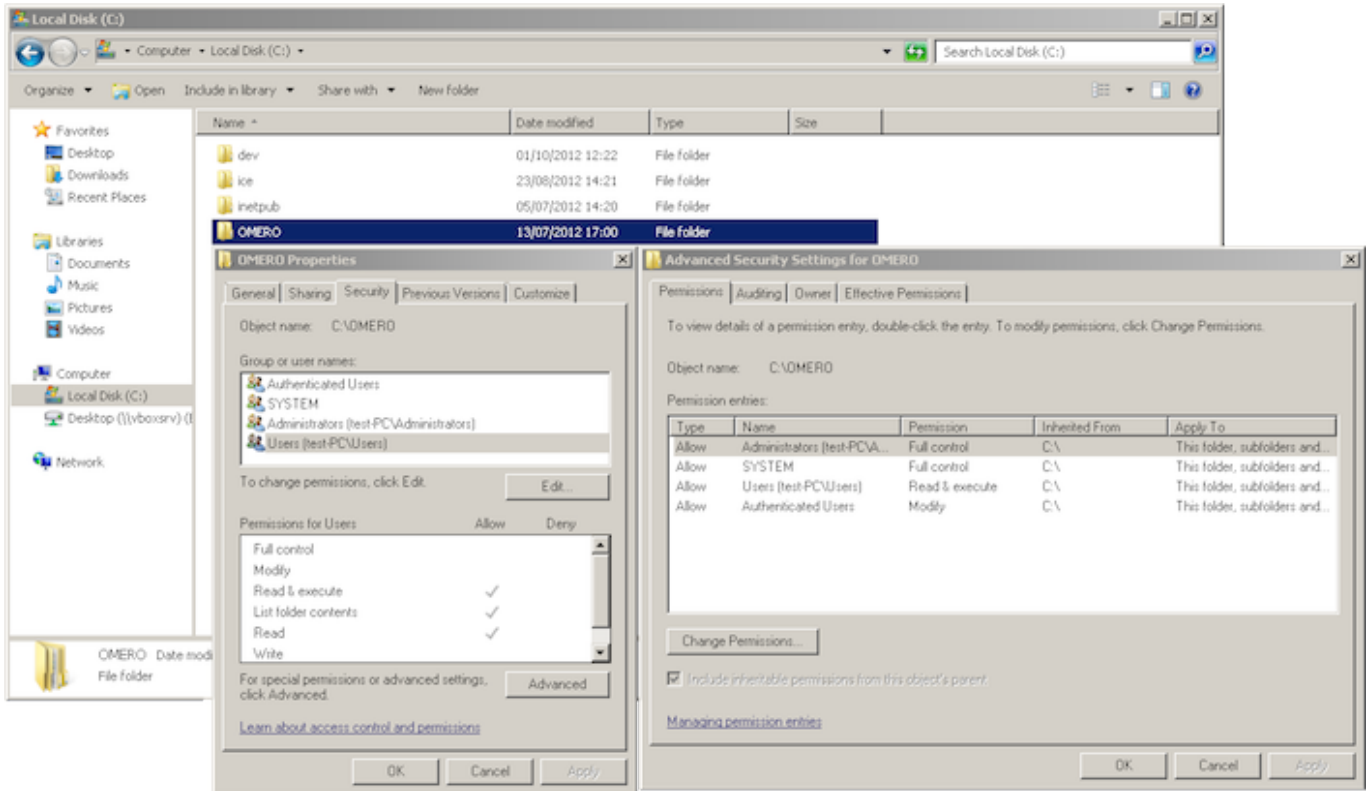 Local Disk (C:)
Computer Local Disk (C:)
Search Local Disk (C:)
Organize Open Include in library Share with New folder
Favorites
Desktop
Downloads
Recent Places
Libraries
Documents
Music
Pictures
Videos
Computer
Local Disk (C:)
Desktop (\\vboxsrv) (
Network
Name Date modified Type Size
dev 01/10/2012 12:22 File folder
ice 23/08/2012 14:21 File folder
inetpub 05/07/2012 14:20 File folder
OMERO 13/07/2012 17:00 File folder
OMERO Date modi
File folder
OMERO Properties
General Sharing Security Previous Versions Customize
Object name: C:\OMERO
Group or user names:
Authenticated Users
SYSTEM
Administrators (test-PC\Administrators)
Users (test-PC\Users)
To change permissions, click Edit.
Edit...
Permissions for Users Allow Deny
Full control
Modify
Read & execute
List folder contents
Read
Write
For special permissions or advanced settings,
click Advanced.
Advanced
Learn about access control and permissions
OK Cancel Apply
Advanced Security Settings for OMERO
Permissions Auditing Owner Effective Permissions
To view details of a permission entry, double-click the entry. To modify permissions, click Change Permissions.
Object name: C:\OMERO
Permission entries:
Type Name Permission Inherited From Apply To
Allow Administrators (test-PC\A... Full control C:\ This folder, subfolders and...
Allow SYSTEM Full control C:\ This folder, subfolders and...
Allow Users (test-PC\Users) Read & execute C:\ This folder, subfolders and...
Allow Authenticated Users Modify C:\ This folder, subfolders and...
Change Permissions...
Include inheritable permissions from this object's parent
Managing permission entries
OK Cancel Apply